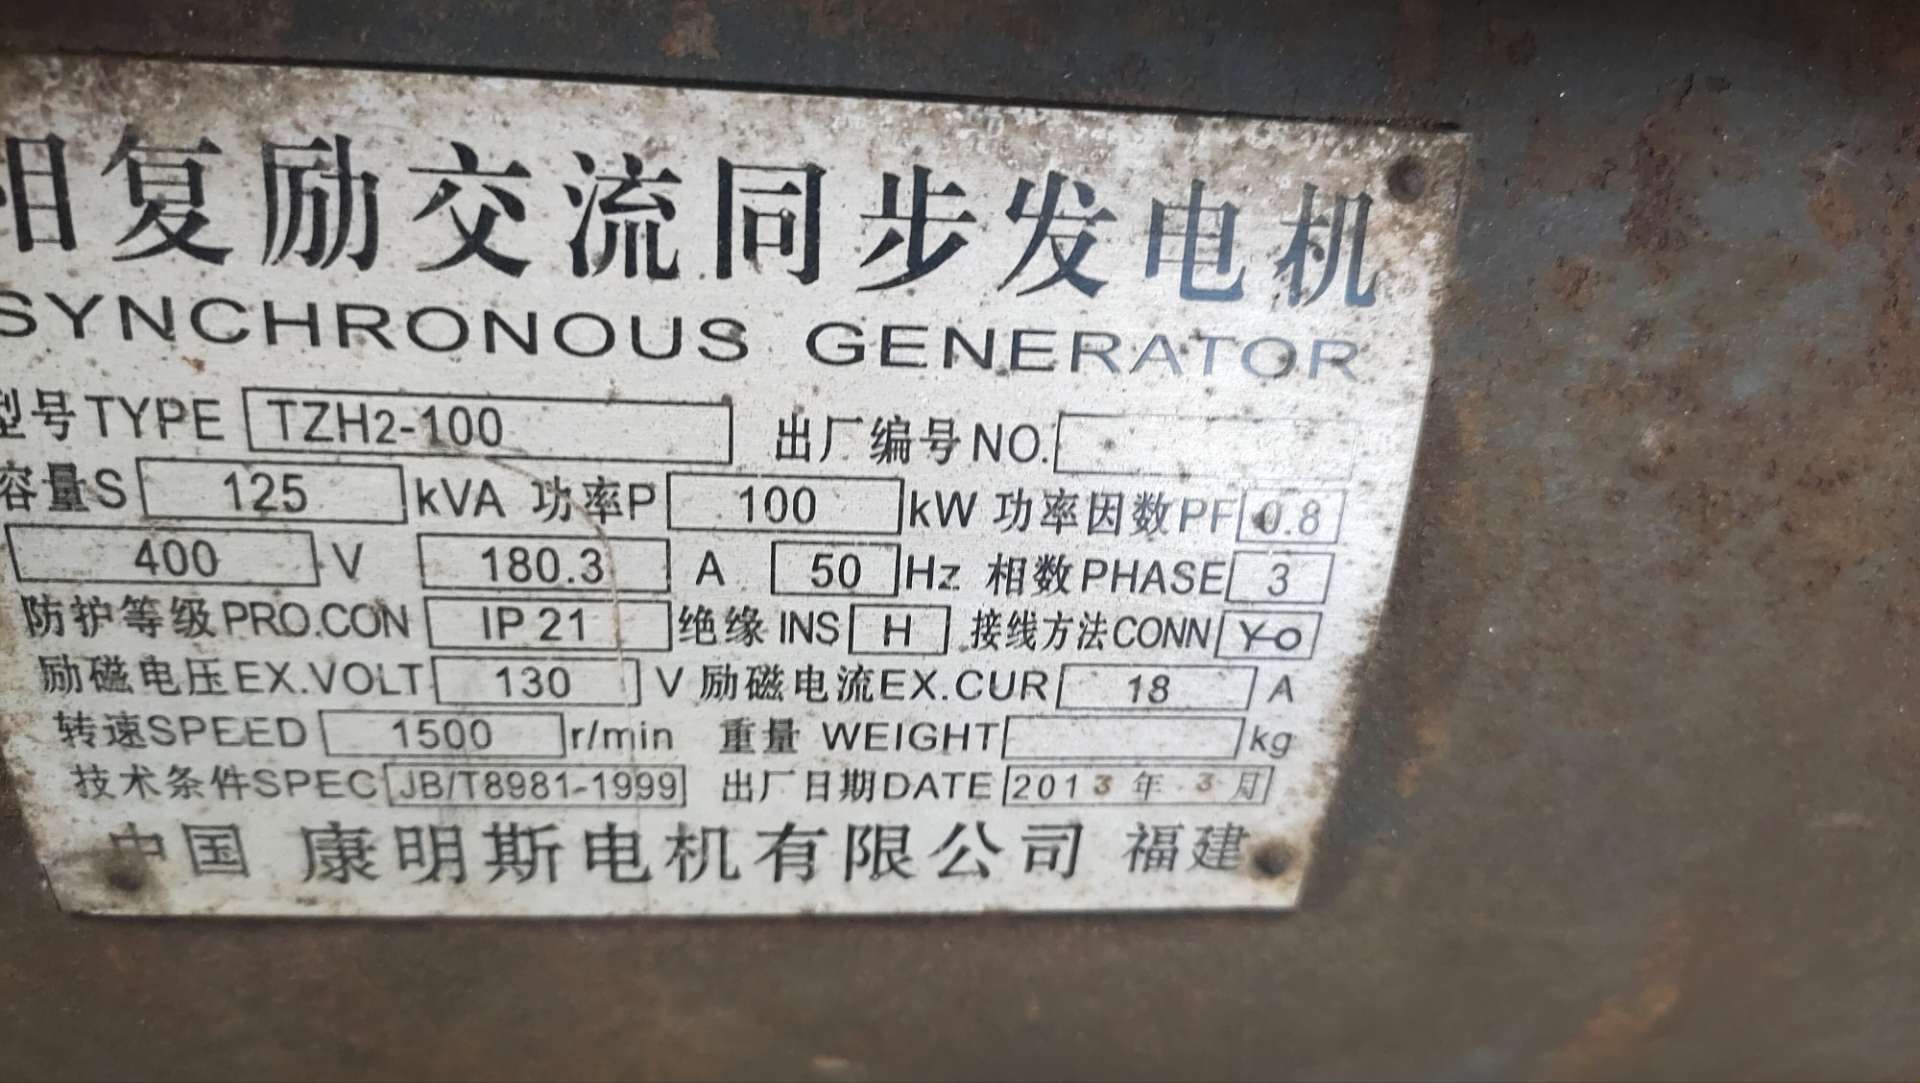 相复励交流同步发电机
SYNCHRONOUS GENERATOR
型号TYPE TZH2-100 出厂编号NO.
容量S 125 kVA 功率P 100 kW 功率因数PF 0.8
400 V 180.3 A 50 Hz 相数PHASE 3
防护等级PRO.CON IP 21 绝缘INS H 接线方法CONN Y-O
励磁电压EX.VOLT 130 V 励磁电流EX.CUR 18 A
转速SPEED 1500 r/min 重量 WEIGHT kg
技术条件SPEC JB/T8981-1999 出厂日期DATE 2013年·3月
中国 康明斯电机有限公司 福建